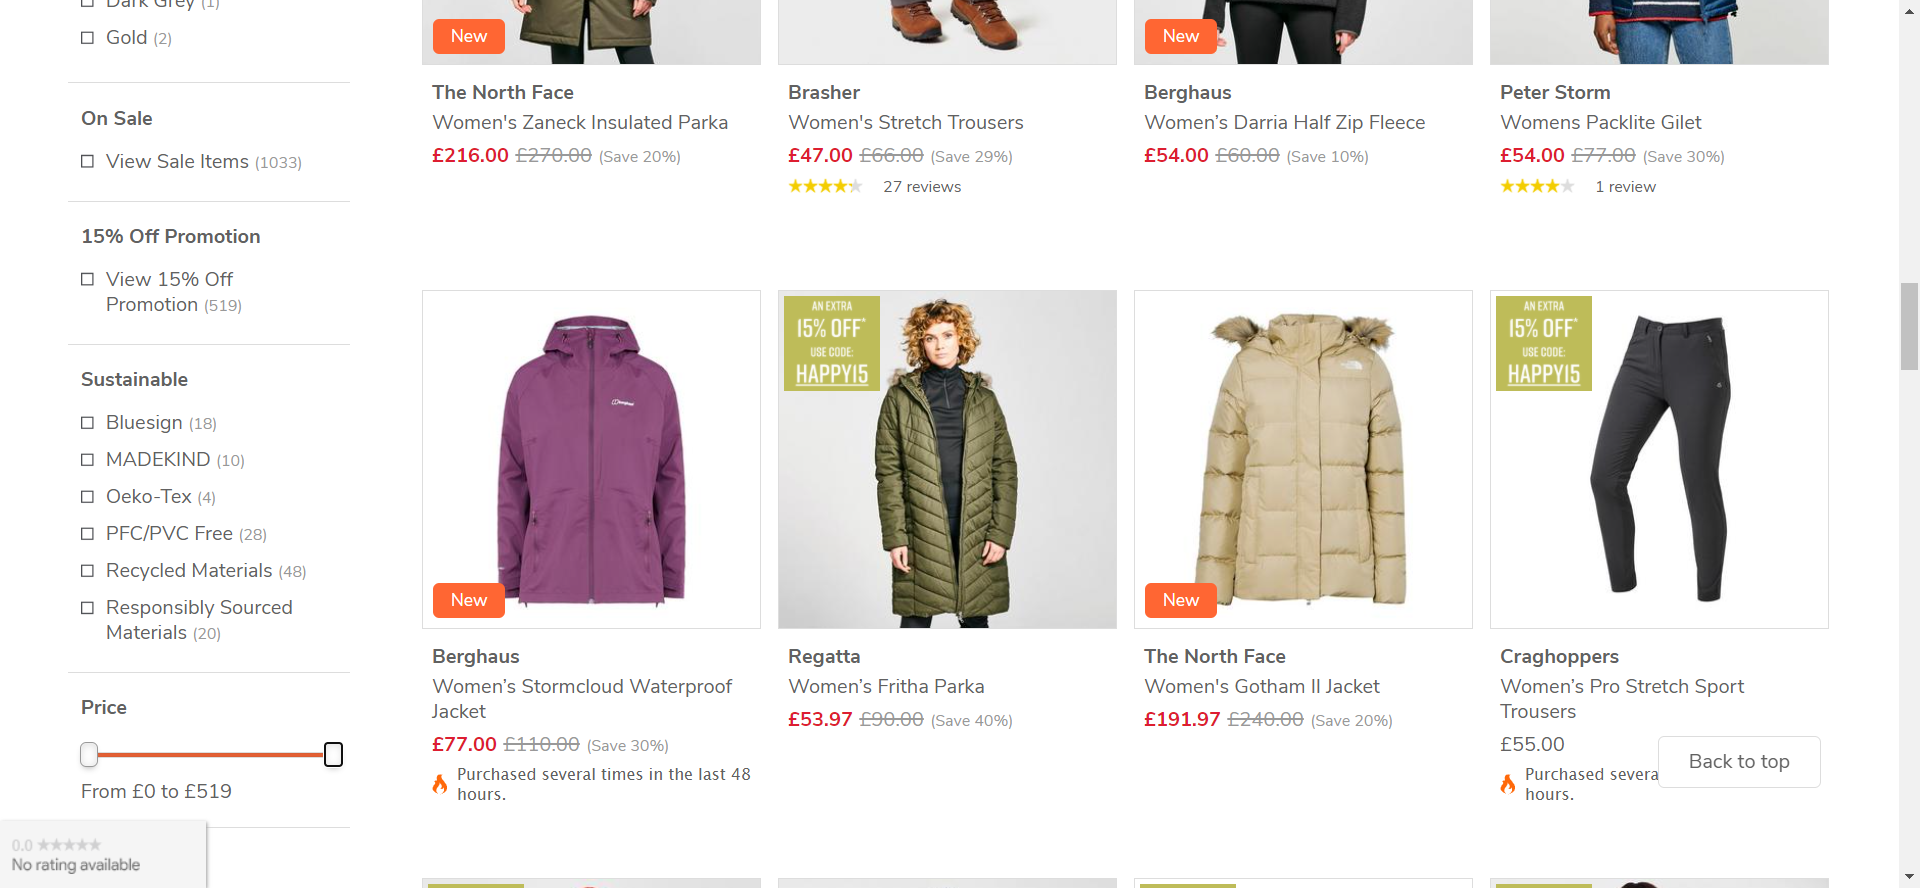 Dark Grey (1)
Gold (2)
On Sale
View Sale Items (1033)
15% Off Promotion
View 15% Off
Promotion (519)
Sustainable
Bluesign (18)
MADEKIND (10)
Oeko-Tex (4)
PFC/PVC Free (28)
Recycled Materials (48)
Responsibly Sourced
Materials (20)
Price
From £0 to £519
0.0
No rating available
New
The North Face
Women's Zaneck Insulated Parka
£216.00 £270.00 (Save 20%)
Brasher
Women's Stretch Trousers
£47.00 £66.00 (Save 29%)
27 reviews
New
Berghaus
Women’s Darria Half Zip Fleece
£54.00 £60.00 (Save 10%)
Peter Storm
Womens Packlite Gilet
£54.00 £77.00 (Save 30%)
1 review
New
Berghaus
Women’s Stormcloud Waterproof
Jacket
£77.00 £110.00 (Save 30%)
Purchased several times in the last 48
hours.
AN EXTRA
15% OFF*
USE CODE:
HAPPY15
Regatta
Women’s Fritha Parka
£53.97 £90.00 (Save 40%)
New
The North Face
Women's Gotham II Jacket
£191.97 £240.00 (Save 20%)
AN EXTRA
15% OFF*
USE CODE:
HAPPY15
Craghoppers
Women’s Pro Stretch Sport
Trousers
£55.00
Purchased severa
hours.
Back to top